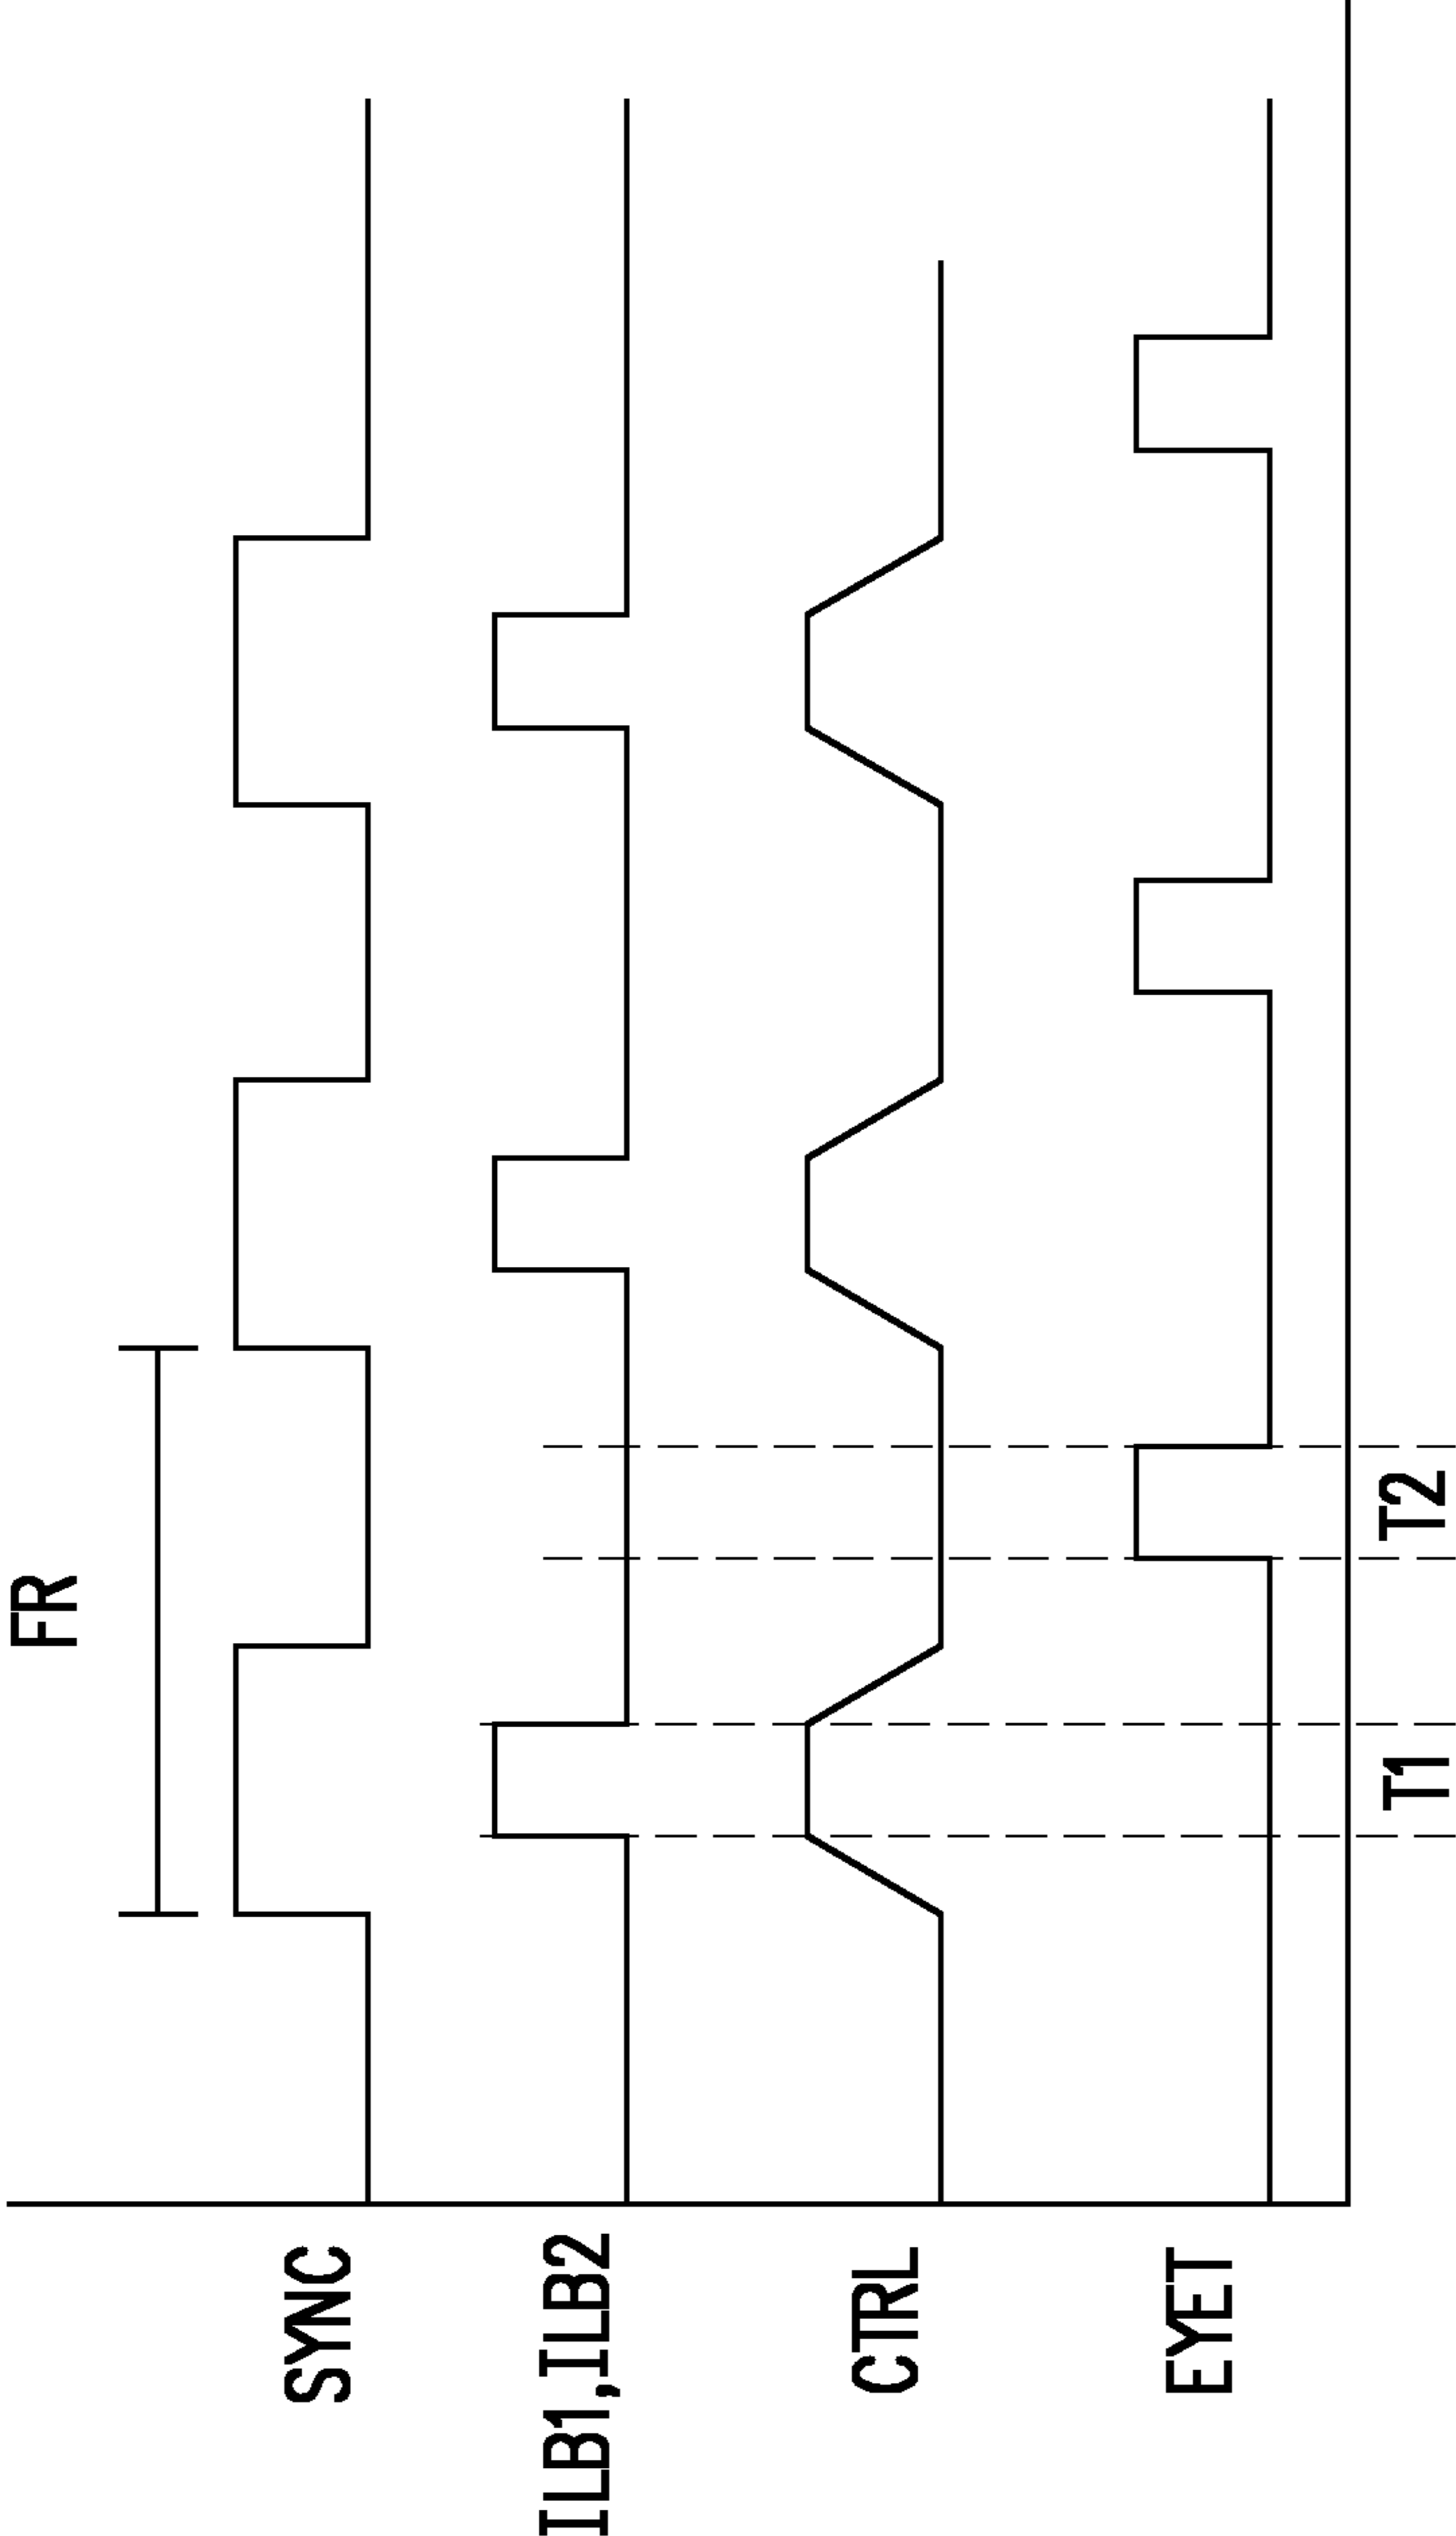 FR
SYNC
ILB1,ILB2
CTRL
EYET
T1
T2